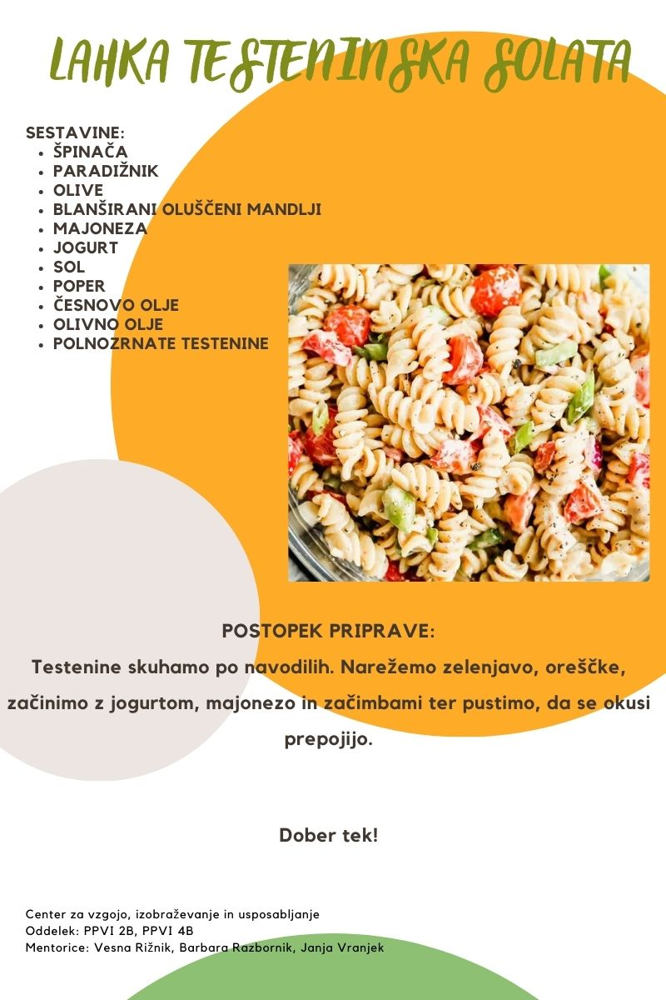 LAHKA TESTENINSKA SOLATA
SESTAVINE:
• ŠPINAČA
• PARADIŽNIK
• OLIVE
• BLANŠIRANI OLUŠČENI MANDLJI
• MAJONEZA
• JOGURT
• SOL
• POPER
• ČESNOVO OLJE
• OLIVNO OLJE
• POLNOZRNATE TESTENINE
POSTOPEK PRIPRAVE:
Testenine skuhamo po navodilih. Narežemo zelenjavo, oreščke,
začinimo z jogurtom, majonezo in začimbami ter pustimo, da se okusi
prepojijo.
Dober tek!
Center za vzgojo, izobraževanje in usposabljanje
Oddelek: PPVI 2B, PPVI 4B
Mentorice: Vesna Rižnik, Barbara Razbornik, Janja Vranjek